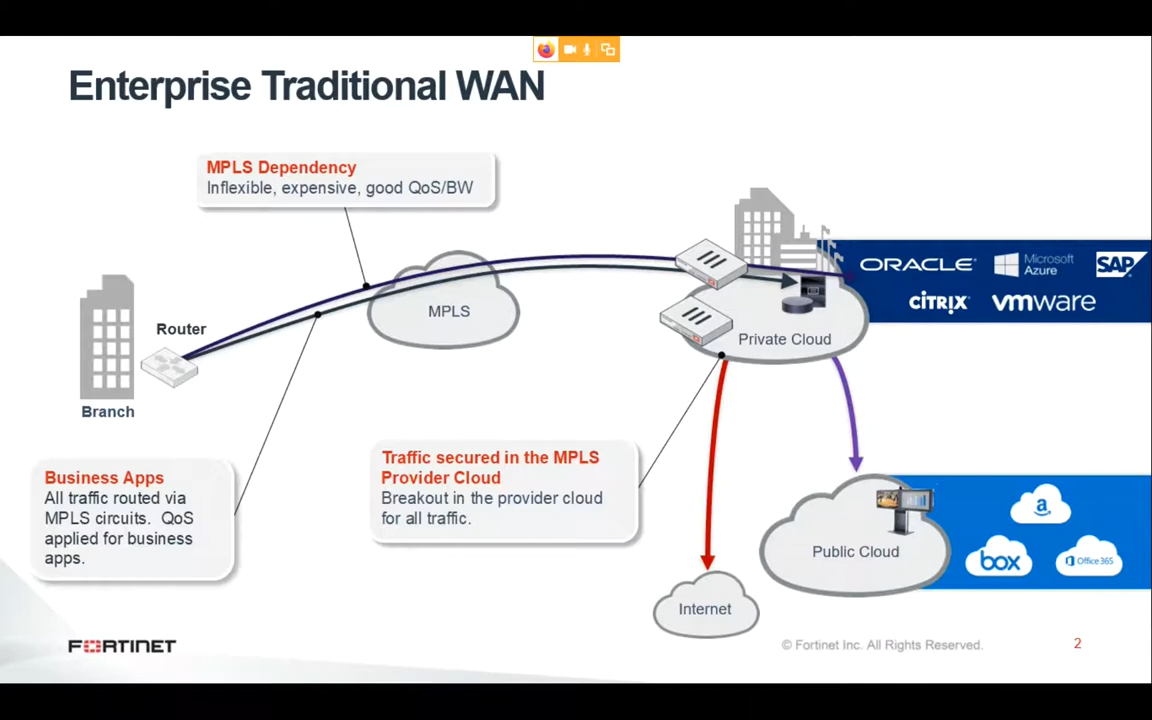 Enterprise Traditional WAN
MPLS Dependency
Inflexible, expensive, good QoS/BW
ORACLE®
Microsoft
Azure
SAP
CITRIX®
vmware
MPLS
Private Cloud
Router
Branch
Business Apps
All traffic routed via
MPLS circuits. QoS
applied for business
apps.
Traffic secured in the MPLS
Provider Cloud
Breakout in the provider cloud
for all traffic.
a
Public Cloud
box
Office 365
Internet
FORTINET
© Fortinet Inc. All Rights Reserved.
2